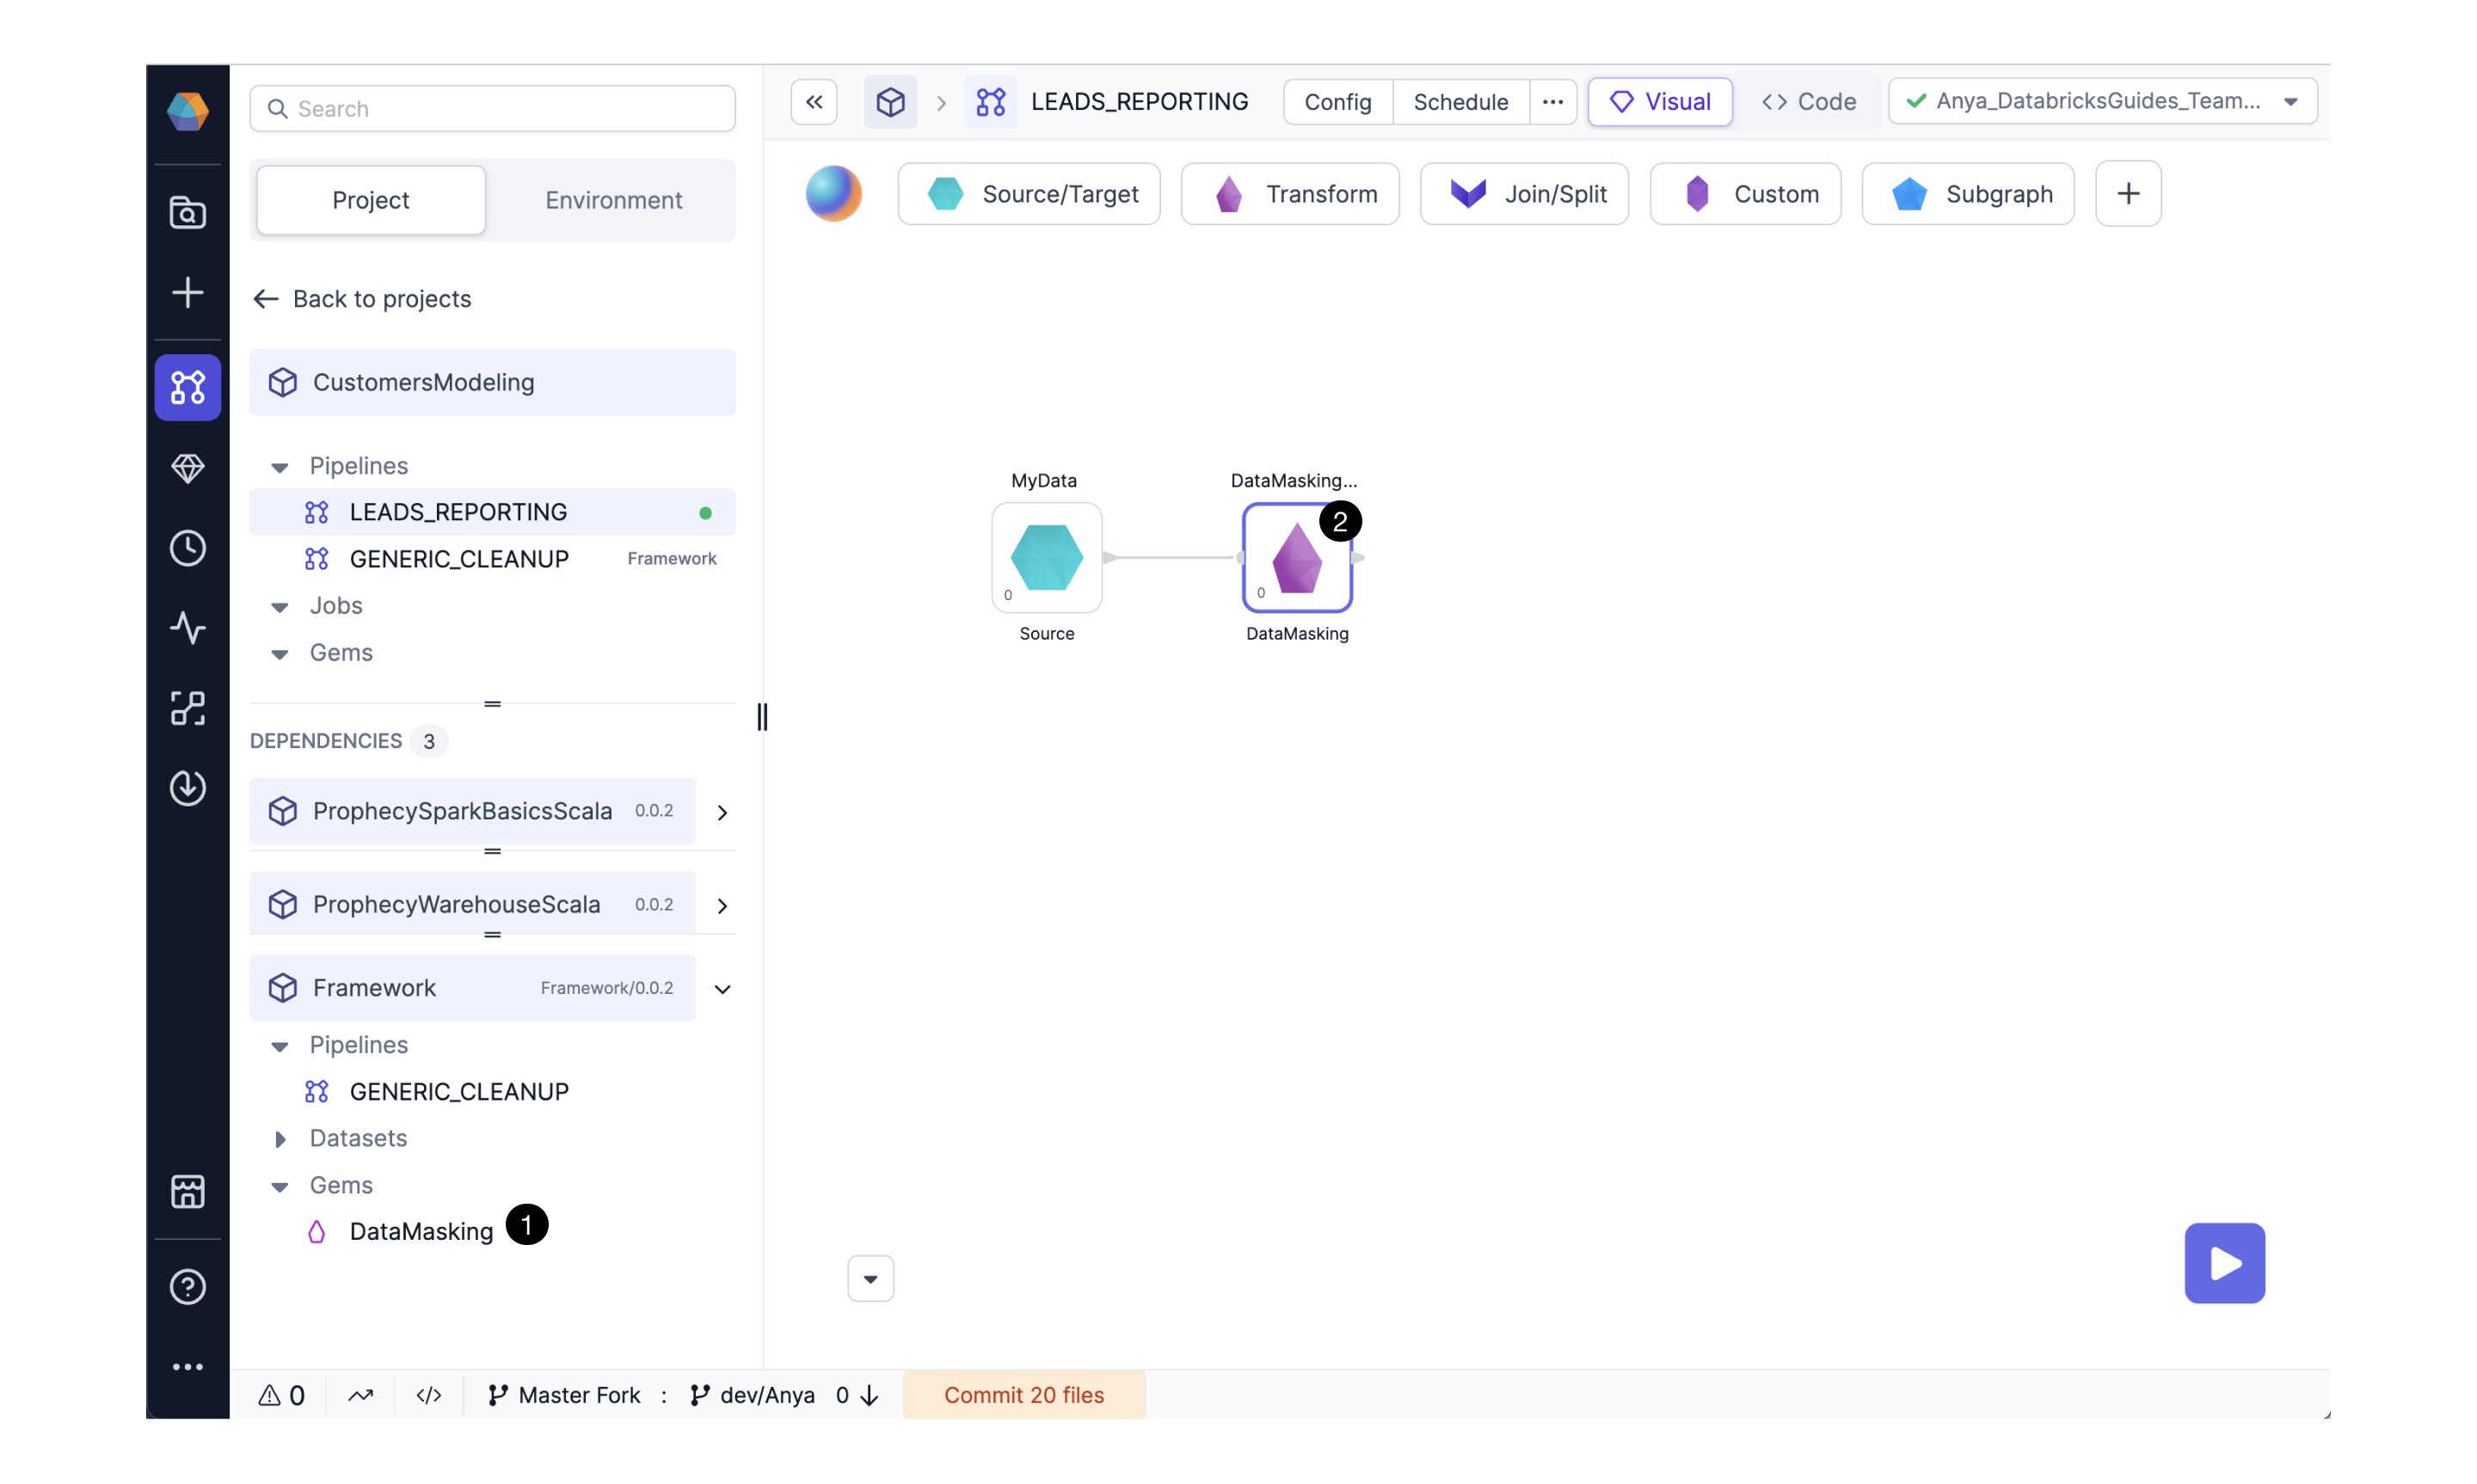 Search
Project Environment
Back to projects
CustomersModeling
Pipelines
LEADS_REPORTING
GENERIC_CLEANUP Framework
Jobs
Gems
DEPENDENCIES 3
ProphecySparkBasicsScala 0.0.2
ProphecyWarehouseScala 0.0.2
Framework Framework/0.0.2
Pipelines
GENERIC_CLEANUP
Datasets
Gems
DataMasking 1
LEADS_REPORTING Config Schedule ... Visual <> Code Anya_DatabricksGuides_Team...
Source/Target Transform Join/Split Custom Subgraph +
MyData DataMasking...
2
0 0
Source DataMasking
0 </> Master Fork : dev/Anya 0 Commit 20 files